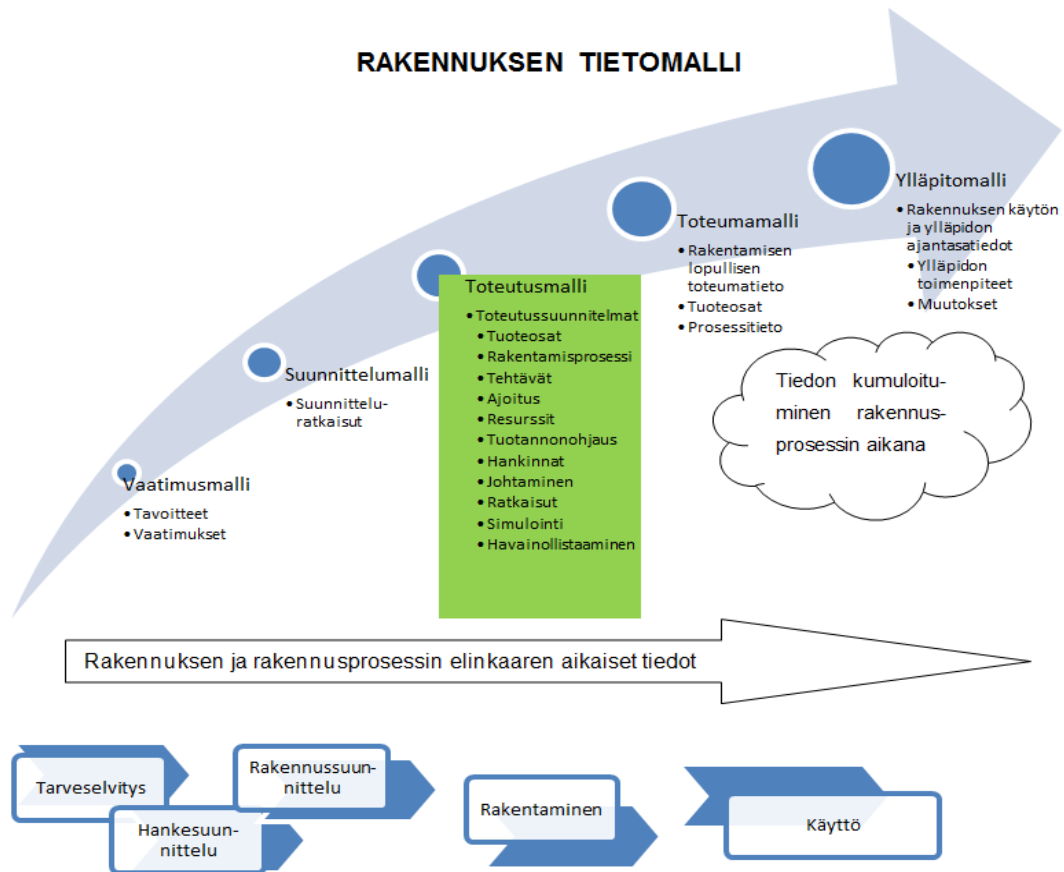 RAKENNUKSEN TIETOMALLI
Vaatimusmalli
• Tavoitteet
• Vaatimukset
Suunnittelumalli
• Suunnittelu-
ratkaisut
Toteutusmalli
• Toteutussuunnitelmat
• Tuoteosat
• Rakentamisprosessi
• Tehtävät
• Ajoitus
• Resurssit
• Tuotannonohjaus
• Hankinnat
• Johtaminen
• Ratkaisut
• Simulointi
• Havainollistaaminen
Toteumamalli
• Rakentamisen
lopullisen
toteumatieto
• Tuoteosat
• Prosessitieto
Ylläpitomalli
• Rakennuksen käytön
ja ylläpidon
ajantasatiedot
• Ylläpidon
toimenpiteet
• Muutokset
Tiedon kumuloitu-
minen rakennus-
prosessin aikana
Rakennuksen ja rakennusprosessin elinkaaren aikaiset tiedot
Tarveselvitys
Hankesuun-
nittelu
Rakennussuun-
nittelu
Rakentaminen
Käyttö